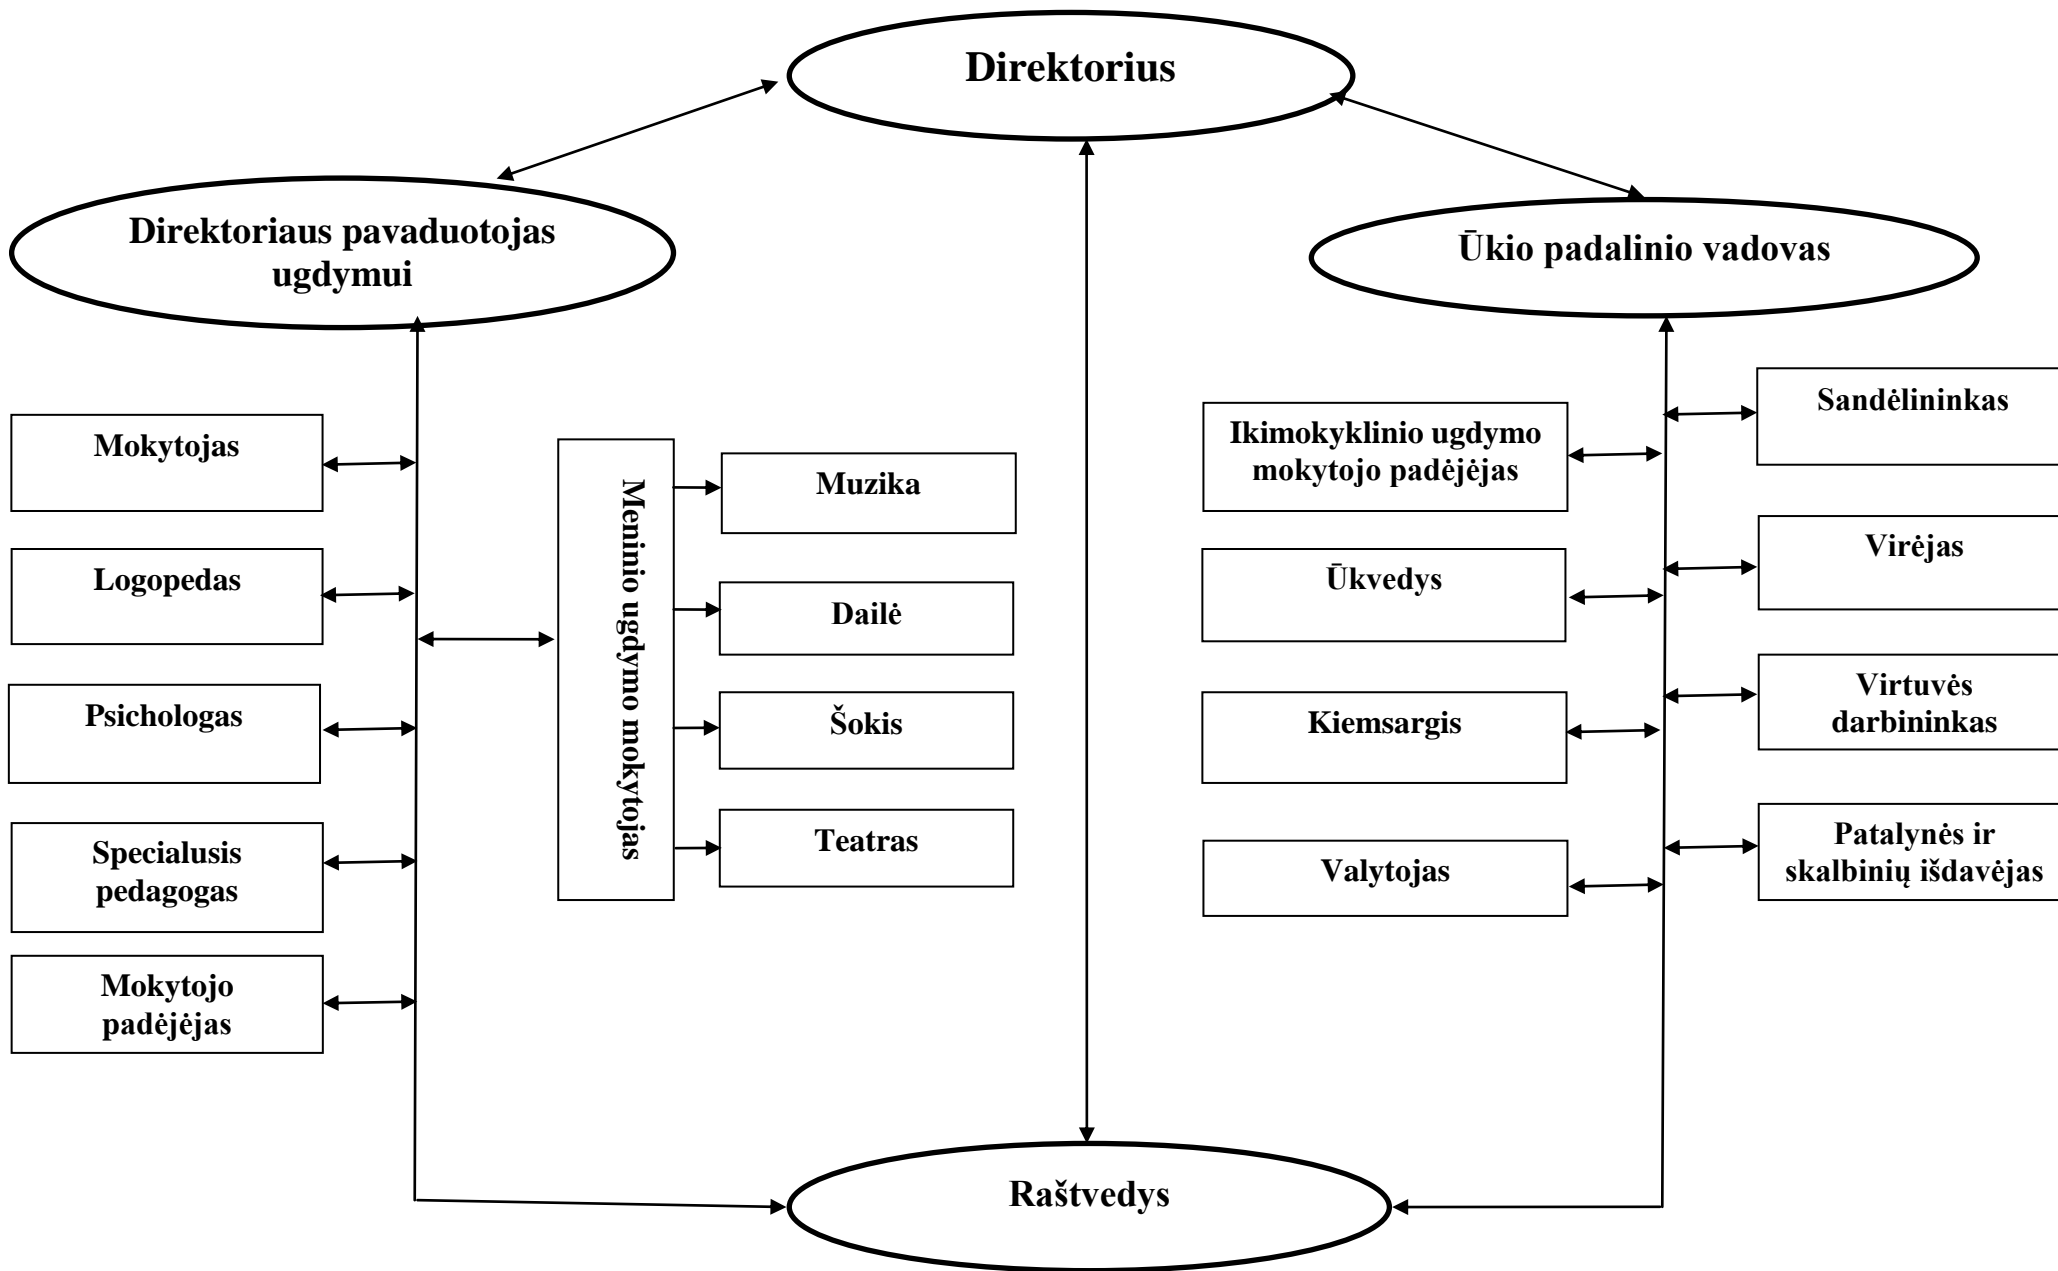 Direktorius
Direktoriaus pavaduotojas
ugdymui
Ūkio padalinio vadovas
Mokytojas
Logopedas
Psichologas
Specialusis
pedagogas
Mokytojo
padėjėjas
Meninio ugdymo mokytojas
Muzika
Dailė
Šokis
Teatras
Ikimokyklinio ugdymo
mokytojo padėjėjas
Ūkvedys
Kiemsargis
Valytojas
Sandėlininkas
Virėjas
Virtuvės
darbininkas
Patalynės ir
skalbinių išdavėjas
Raštvedys